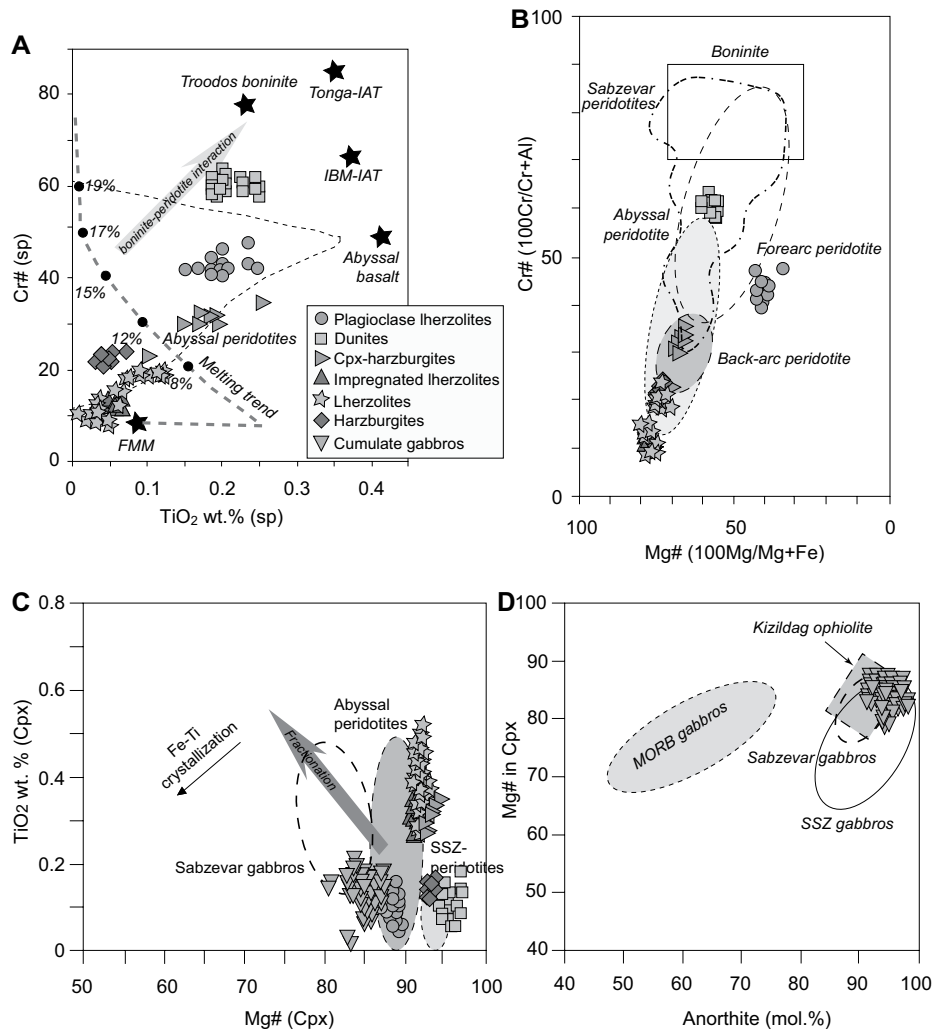 A
80
60
40
20
0
Cr# (sp)
0
0.1
0.2
0.3
0.4
TiO2 wt.% (sp)
Troodos boninite
Tonga-IAT
IBM-IAT
Abyssal
basalt
boninite-peridotite interaction
19%
17%
15%
12%
8%
Abyssal peridotites
Melting trend
FMM
Plagioclase lherzolites
Dunites
Cpx-harzburgites
Impregnated lherzolites
Lherzolites
Harzburgites
Cumulate gabbros
B
100
50
0
Cr# (100Cr/Cr+Al)
100
50
0
Mg# (100Mg/Mg+Fe)
Boninite
Sabzevar
peridotites
Abyssal
peridotite
Forearc peridotite
Back-arc peridotite
C
0.8
0.6
0.4
0.2
0
TiO2 wt. % (Cpx)
50
60
70
80
90
100
Mg# (Cpx)
Abyssal
peridotites
Fe-Ti
crystallization
Fractionation
Sabzevar gabbros
SSZ-
peridotites
D
100
90
80
70
60
50
40
Mg# in Cpx
40
50
60
70
80
90
100
Anorthite (mol.%)
Kizildag ophiolite
MORB gabbros
Sabzevar gabbros
SSZ gabbros